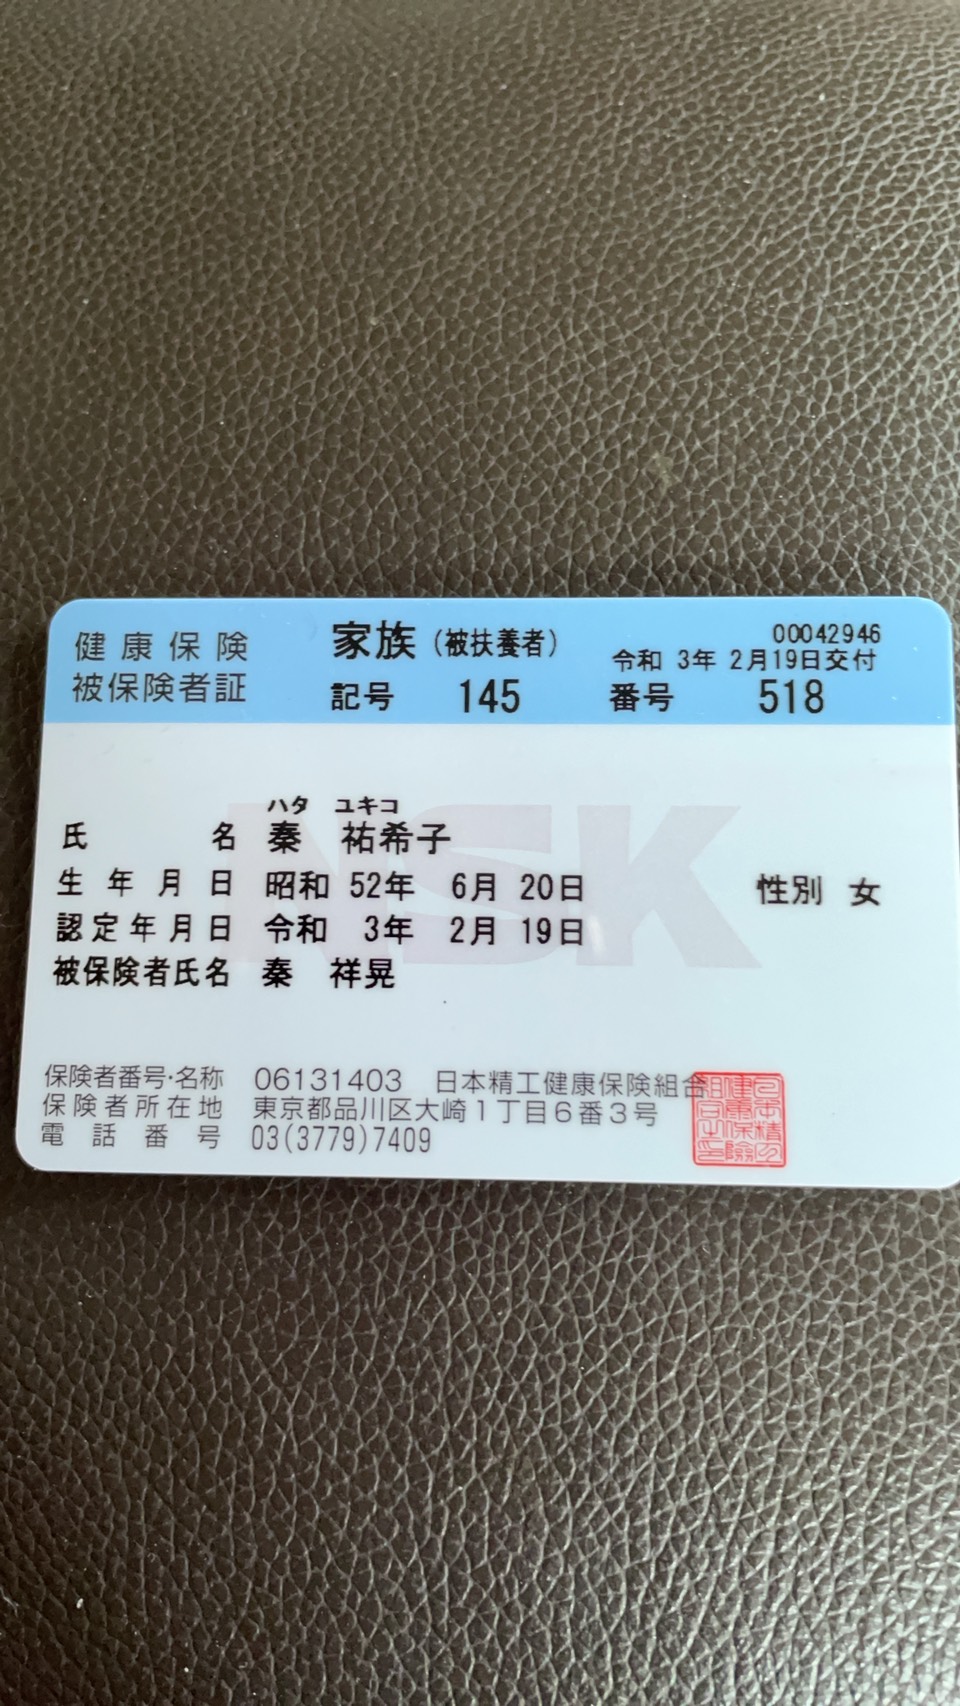 健康保険 家族（被扶養者） 00042946
被保険者証 令和 3年 2月19日交付
記号 145 番号 518
NSK
ハタ ユキコ
氏名 秦 祐希子
生年月日 昭和 52年 6月 20日 性別 女
認定年月日 令和 3年 2月 19日
被保険者氏名 秦 祥晃
保険者番号・名称 06131403 日本精工健康保険組合
保険者所在地 東京都品川区大崎1丁目6番3号
電話番号 03(3779)7409